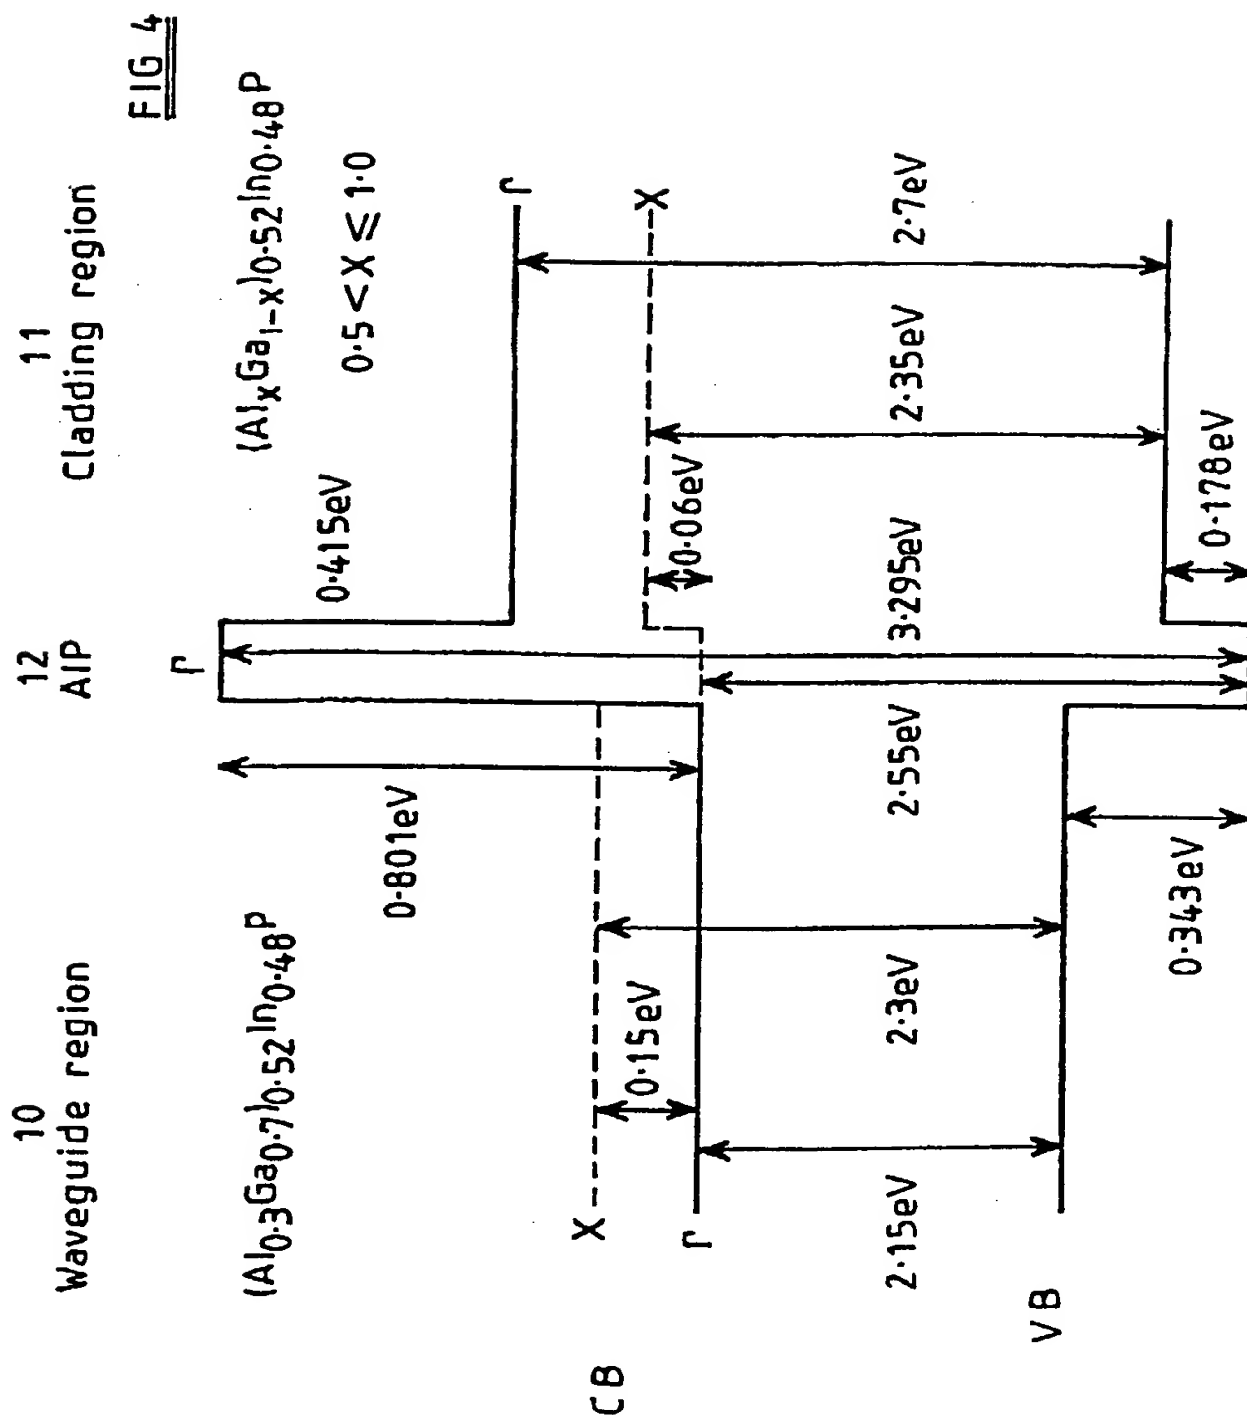 FIG 4
10
Waveguide region
12
AlP
11
Cladding region
(Al0·3Ga0·7)0·52In0·48P
(AlxGa1-x)0·52In0·48P
0·5 < X ≤ 1·0
Γ
0·801eV
0·415eV
CB
X
Γ
0·15eV
Γ
X
0·06eV
2·15eV
2·3eV
2·55eV
3·295eV
2·35eV
2·7eV
VB
0·343eV
0·178eV